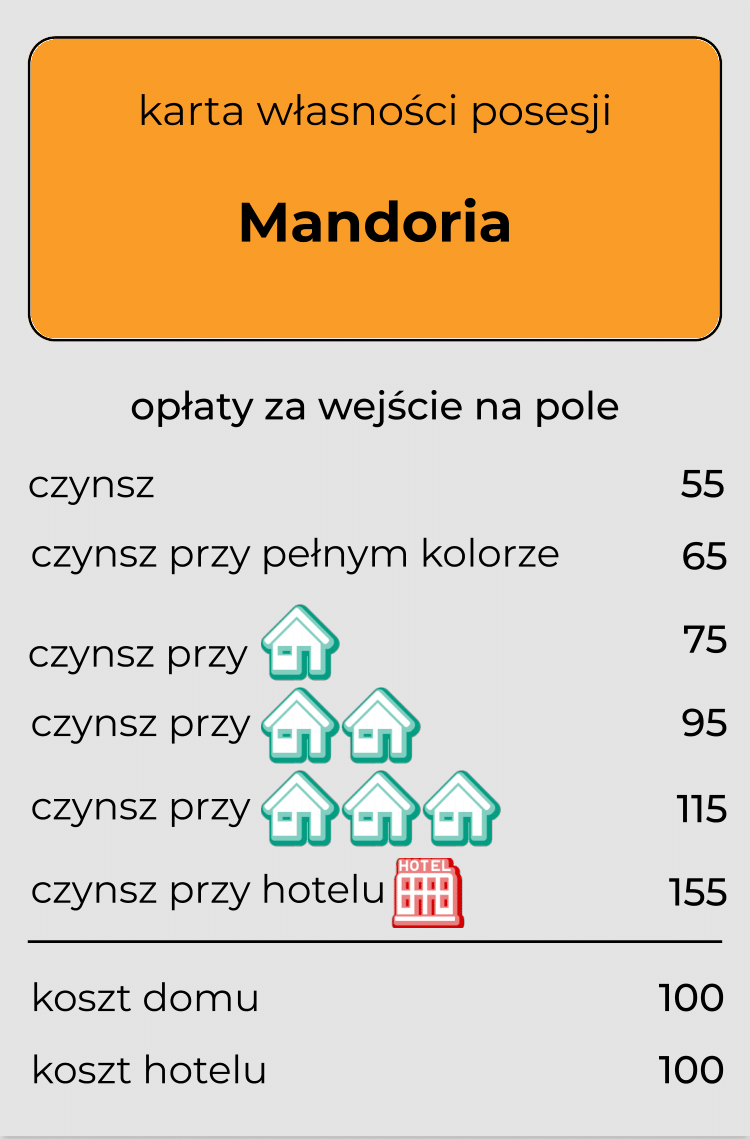 karta własności posesji
Mandoria
opłaty za wejście na pole
czynsz 55
czynsz przy pełnym kolorze 65
czynsz przy 75
czynsz przy 95
czynsz przy 115
czynsz przy hotelu HOTEL 155
koszt domu 100
koszt hotelu 100